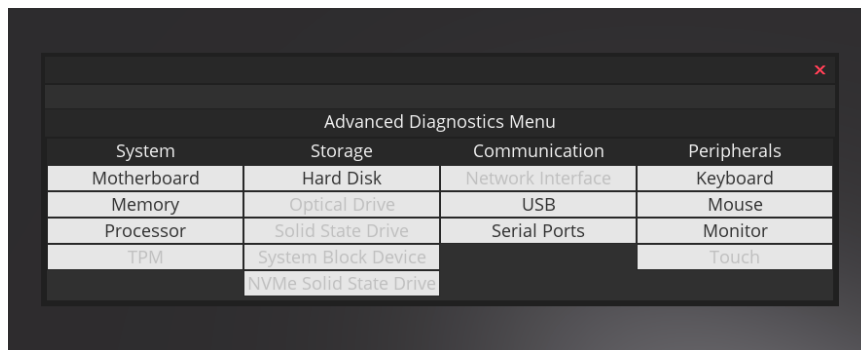 Advanced Diagnostics Menu
System Storage Communication Peripherals
Motherboard Hard Disk Network Interface Keyboard
Memory Optical Drive USB Mouse
Processor Solid State Drive Serial Ports Monitor
TPM System Block Device Touch
NVMe Solid State Drive